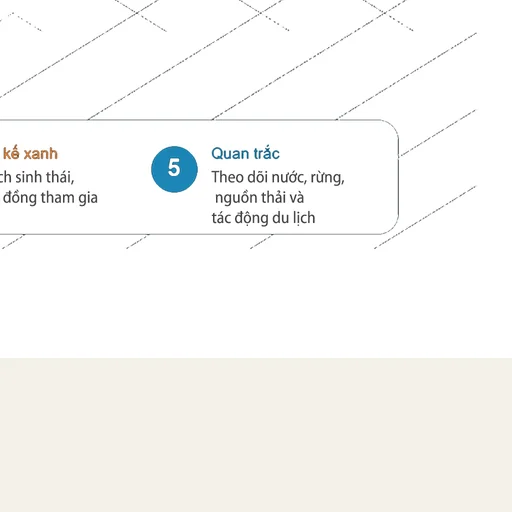 kế xanh
ch sinh thái,
đồng tham gia
5
Quan trắc
Theo dõi nước, rừng,
nguồn thải và
tác động du lịch